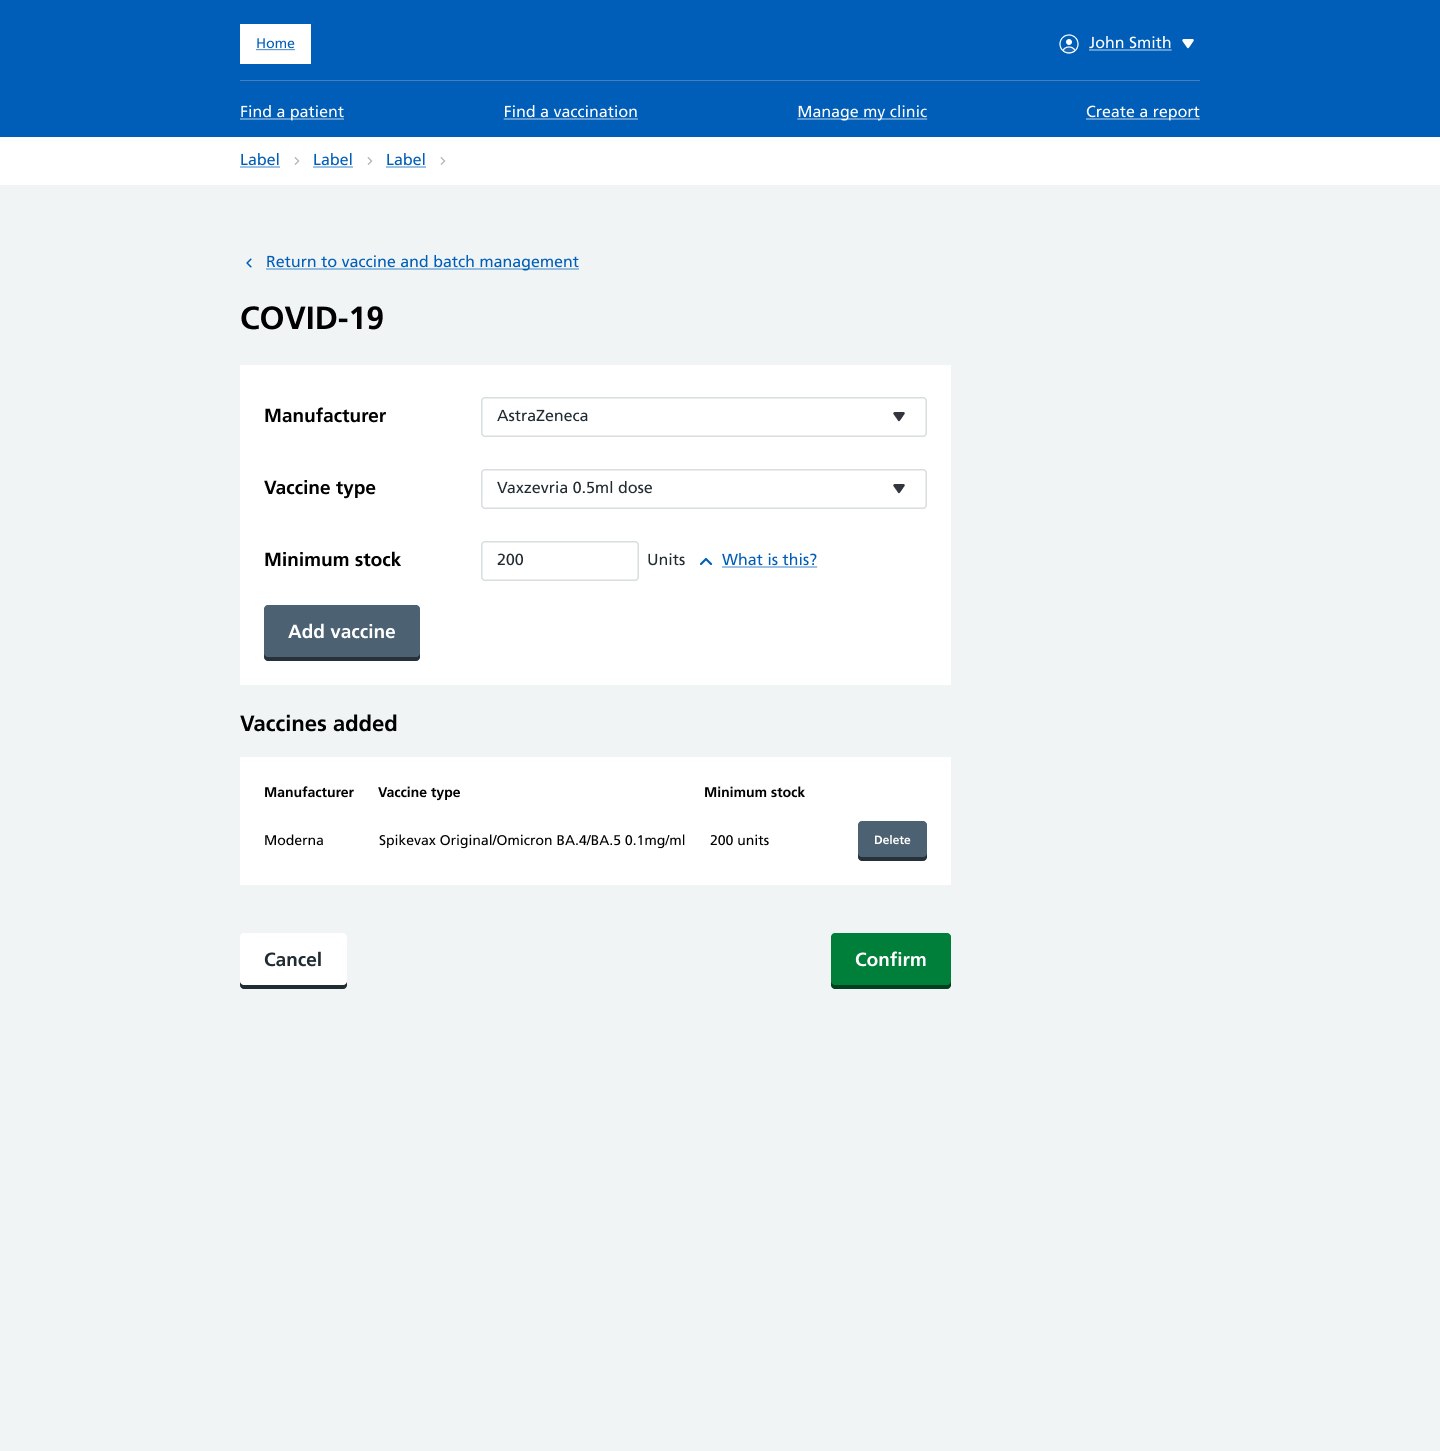 Home
John Smith
Find a patient
Find a vaccination
Manage my clinic
Create a report
Label
Label
Label
Return to vaccine and batch management
COVID-19
Manufacturer
AstraZeneca
Vaccine type
Vaxzevria 0.5ml dose
Minimum stock
200
Units
What is this?
Add vaccine
Vaccines added
Manufacturer Vaccine type Minimum stock
Moderna Spikevax Original/Omicron BA.4/BA.5 0.1mg/ml 200 units Delete
Cancel
Confirm